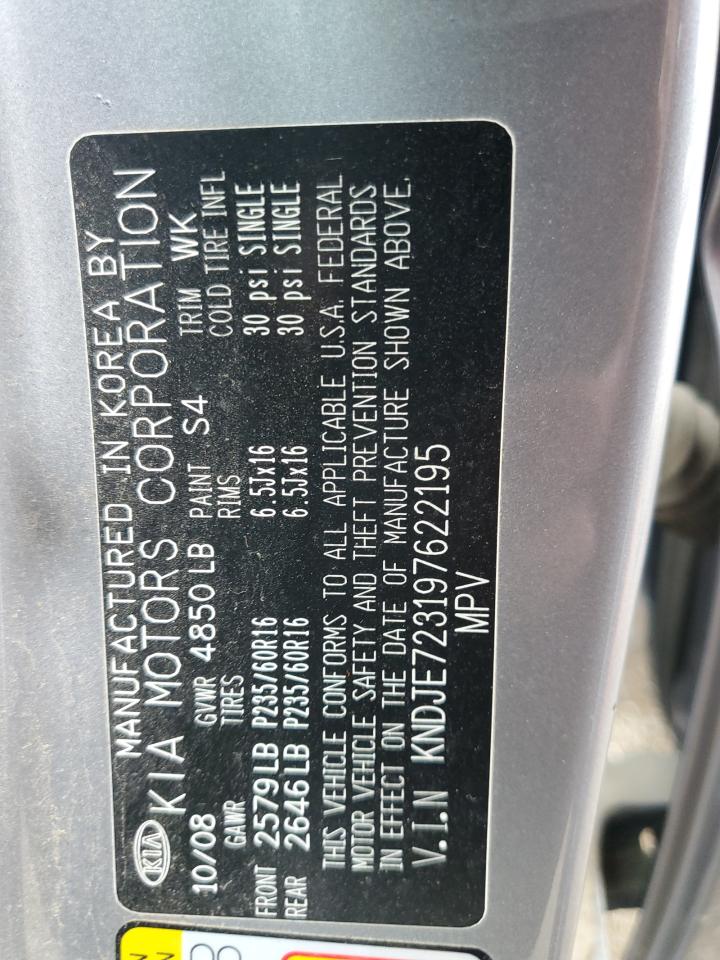 MANUFACTURED IN KOREA BY
KIA KIA MOTORS CORPORATION
10/08 GVWR 4850 LB PAINT S4 TRIM WK
GAWR TIRES RIMS COLD TIRE INFL
FRONT 2579LB P235/60R16 6.5Jx16 30 psi SINGLE
REAR 2646LB P235/60R16 6.5Jx16 30 psi SINGLE
THIS VEHICLE CONFORMS TO ALL APPLICABLE U.S.A. FEDERAL
MOTOR VEHICLE SAFETY AND THEFT PREVENTION STANDARDS
IN EFFECT ON THE DATE OF MANUFACTURE SHOWN ABOVE.
V.I.N KNDJE723197622195
MPV